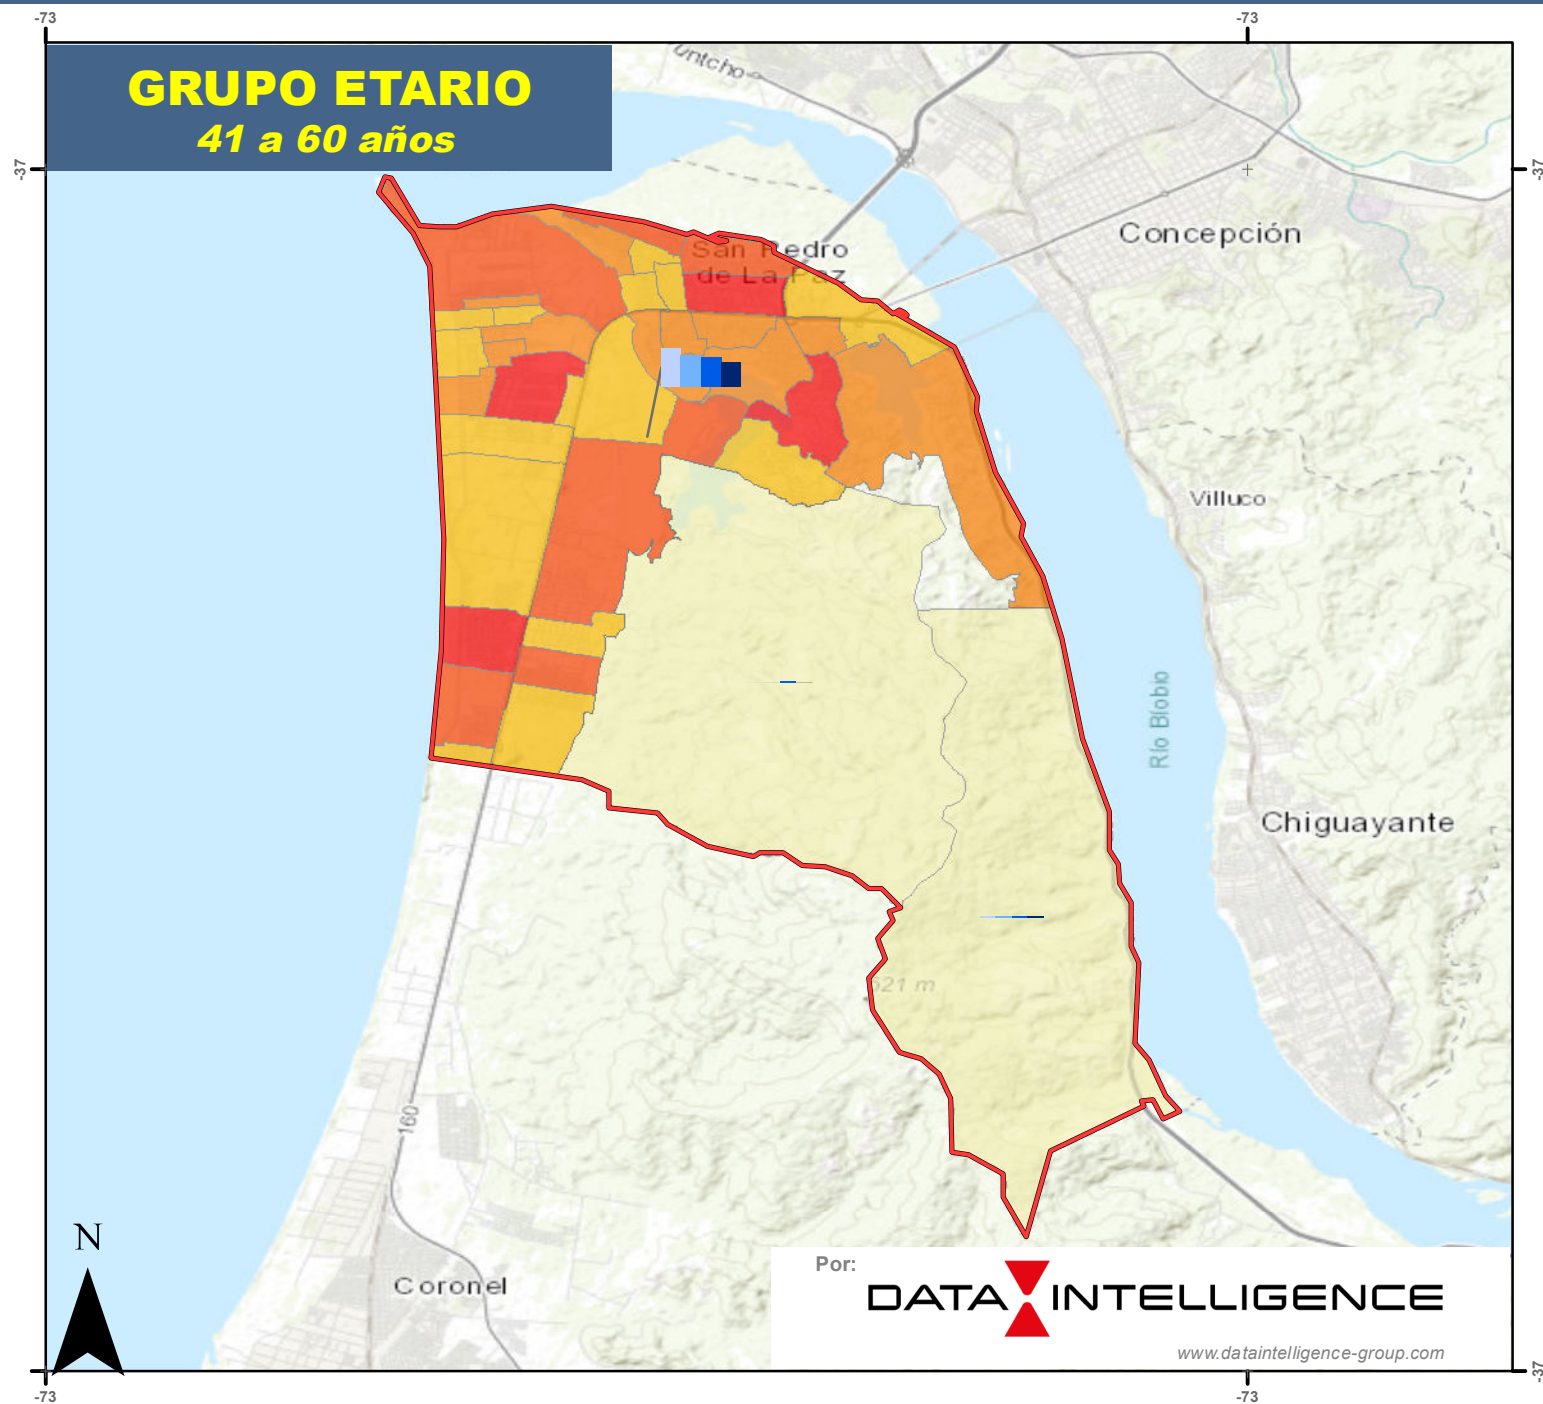 -73
-73
GRUPO ETARIO
41 a 60 años
-37
-37
San Pedro
de La Paz
Concepción
Villuco
Río Biobío
Chiguayante
621 m
160
N
Coronel
Por:
DATA INTELLIGENCE
www.dataintelligence-group.com
-37
-73
-73